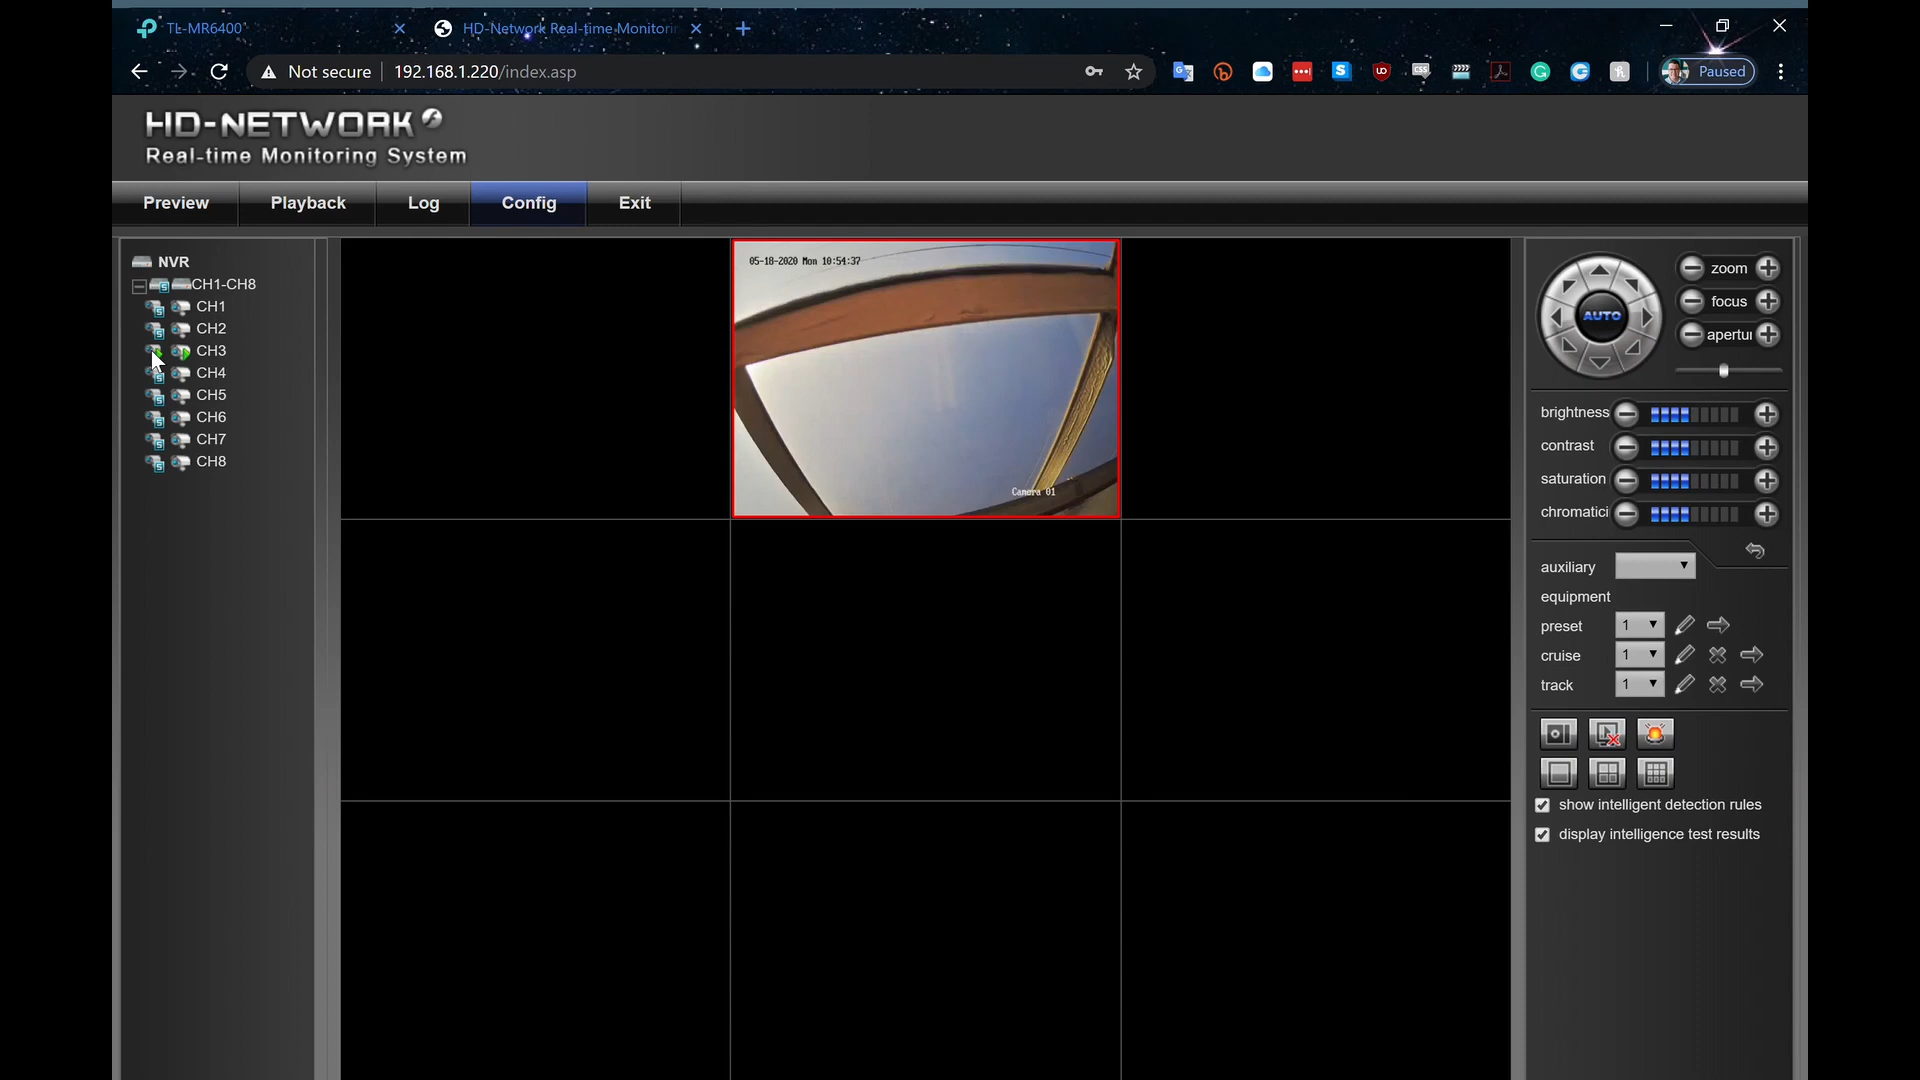 TL-MR6400
HD-Network Real-time Monitorin
Not secure
192.168.1.220/index.asp
Paused
HD-NETWORK
Real-time Monitoring System
Preview
Playback
Log
Config
Exit
NVR
CH1-CH8
CH1
CH2
CH3
CH4
CH5
CH6
CH7
CH8
05-18-2020 Mon 10:54:37
Camera 01
AUTO
zoom
focus
apertu
brightness
contrast
saturation
chromatici
auxiliary
equipment
preset 1
cruise 1
track 1
show intelligent detection rules
display intelligence test results